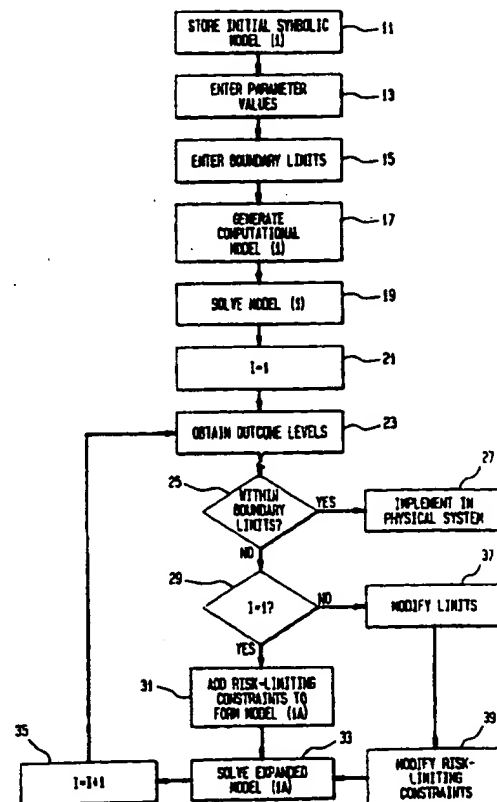 STORE INITIAL SYMBOLIC
MODEL (1)
11
ENTER PARAMETER
VALUES
13
ENTER BOUNDARY LIMITS
15
GENERATE
COMPUTATIONAL
MODEL (1)
17
SOLVE MODEL (1)
19
I=1
21
OBTAIN OUTCOME LEVELS
23
25
WITHIN
BOUNDARY
LIMITS?
YES
27
IMPLEMENT IN
PHYSICAL SYSTEM
NO
29
I=1?
NO
37
MODIFY LIMITS
YES
31
ADD RISK-LIMITING
CONSTRAINTS TO
FORM MODEL (1A)
35
I=I+1
33
SOLVE EXPANDED
MODEL (1A)
39
MODIFY RISK-
LIMITING
CONSTRAINTS